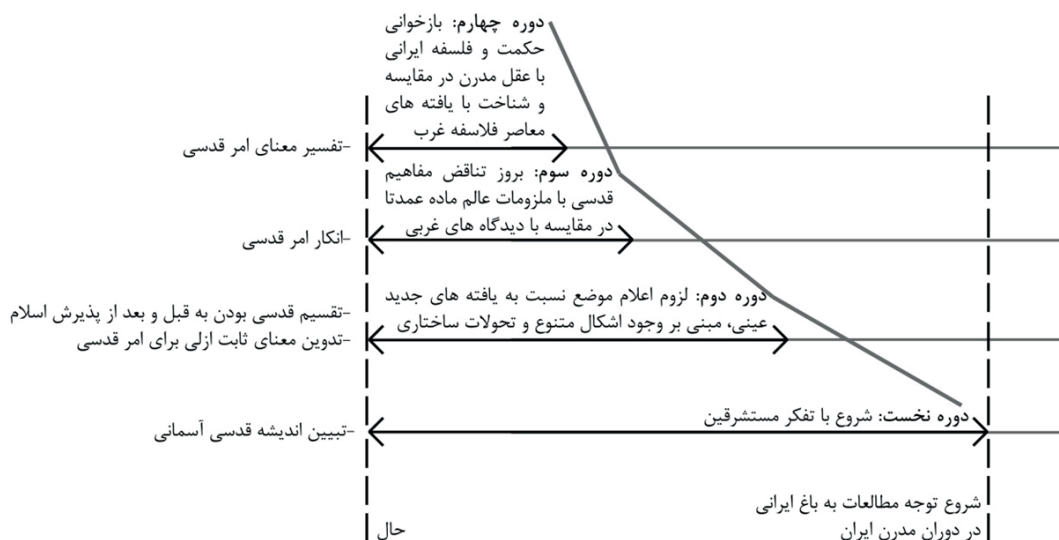 دوره چهارم: بازخوانی
حکمت و فلسفه ایرانی
با عقل مدرن در مقایسه
و شناخت با یافته های
معاصر فلاسفه غرب
-تفسیر معنای امر قدسی
دوره سوم: بروز تناقض مفاهیم
قدسی با ملزومات عالم ماده عمدتا
در مقایسه با دیدگاه های غربی
-انکار امر قدسی
دوره دوم: لزوم اعلام موضع نسبت به یافته های جدید
عینی، مبنی بر وجود اشکال متنوع و تحولات ساختاری
-تقسیم قدسی بودن به قبل و بعد از پذیرش اسلام
-تدوین معنای ثابت ازلی برای امر قدسی
دوره نخست: شروع با تفکر مستشرقین
-تبیین اندیشه قدسی آسمانی
شروع توجه مطالعات به باغ ایرانی
در دوران مدرن ایران
حال